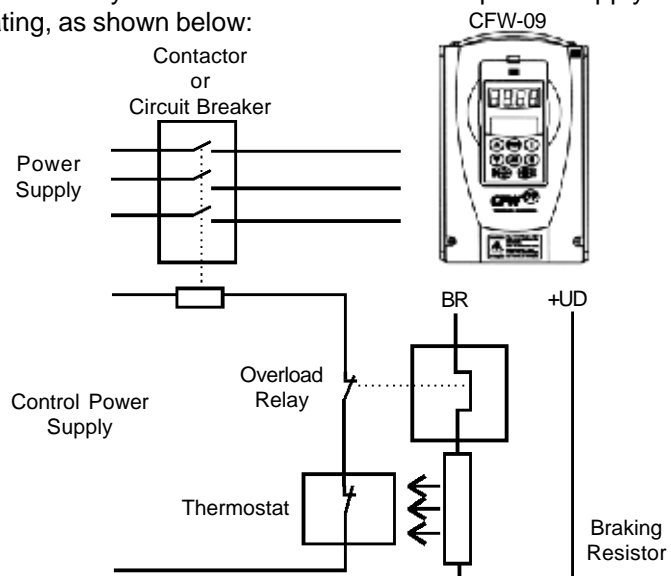 ating, as shown below:
CFW-09
Contactor
or
Circuit Breaker
Power
Supply
BR
+UD
Overload
Relay
Control Power
Supply
Thermostat
Braking
Resistor